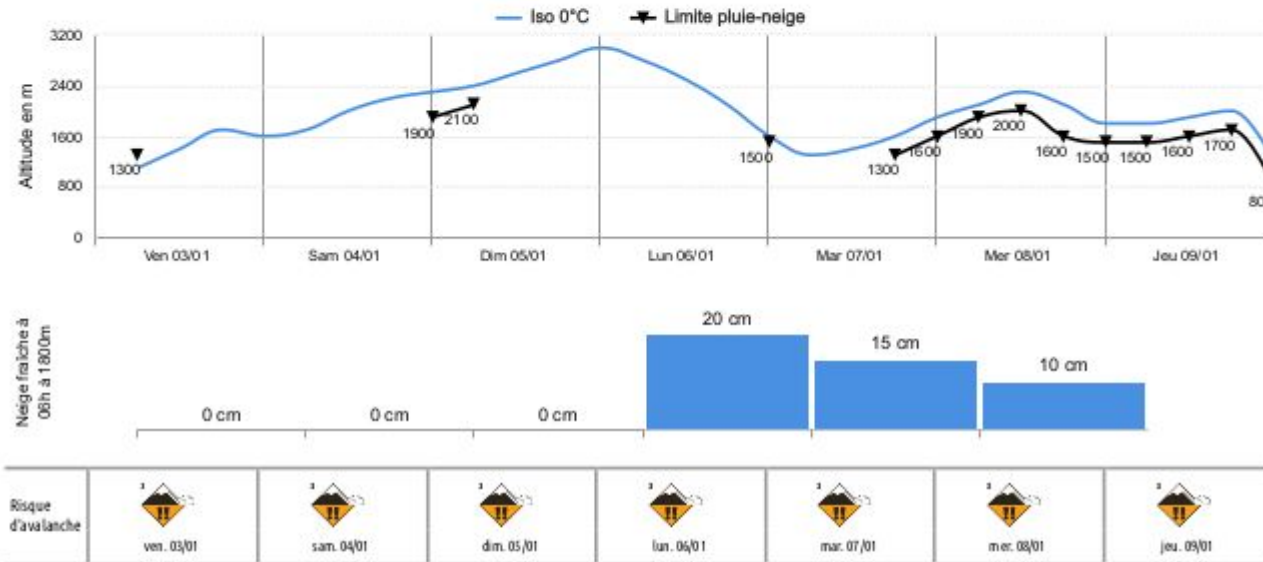 Iso 0°C
Limite pluie-neige
Altitude en m
3200
2400
1600
800
0
1300
1900
2100
1500
1300
1600
1900
2000
1600
1500
1500
1600
1700
80
Ven 03/01
Sam 04/01
Dim 05/01
Lun 06/01
Mar 07/01
Mer 08/01
Jeu 09/01
Neige fraîche à
06h à 1800m
0 cm
0 cm
0 cm
20 cm
15 cm
10 cm
Risque
d'avalanche
3
3
3
3
3
3
3
!!
!!
!!
!!
!!
!!
!!
ven. 03/01
sam. 04/01
dim. 05/01
lun. 06/01
mar. 07/01
mer. 08/01
jeu. 09/01